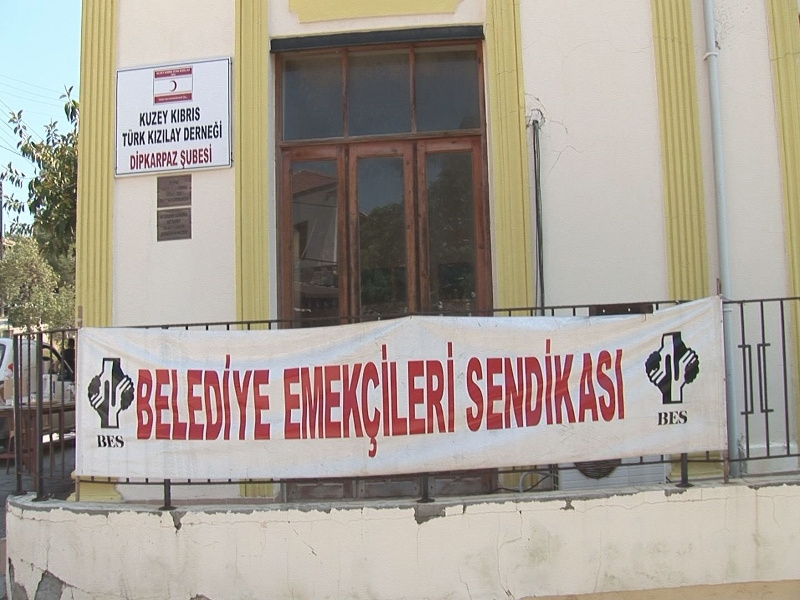 KUZEY KIBRIS
TÜRK KIZILAY DERNEĞİ
DİPKARPAZ ŞUBESİ
BELEDİYE EMEKÇİLERİ SENDİKASI
BES
BES